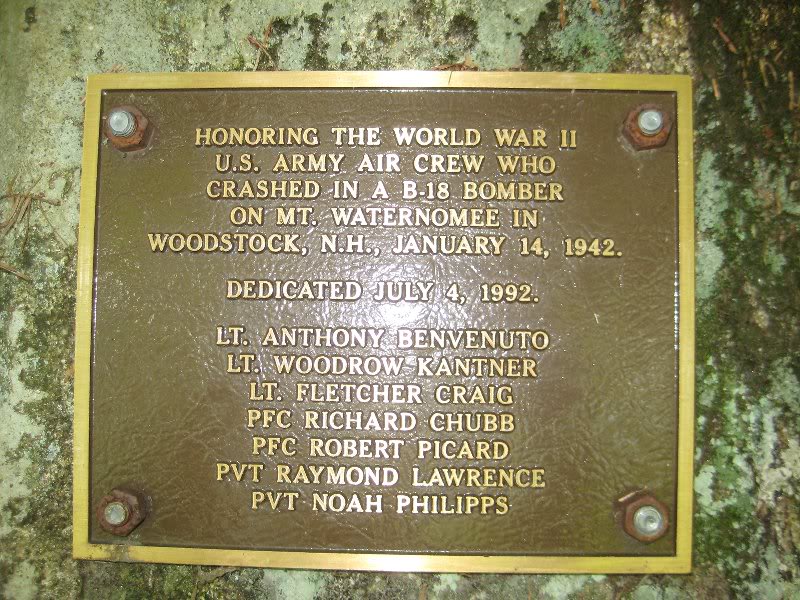 HONORING THE WORLD WAR II
U.S. ARMY AIR CREW WHO
CRASHED IN A B-18 BOMBER
ON MT. WATERNOMEE IN
WOODSTOCK, N.H., JANUARY 14, 1942.
DEDICATED JULY 4, 1992.
LT. ANTHONY BENVENUTO
LT. WOODROW KANTNER
LT. FLETCHER CRAIG
PFC RICHARD CHUBB
PFC ROBERT PICARD
PVT RAYMOND LAWRENCE
PVT NOAH PHILIPPS